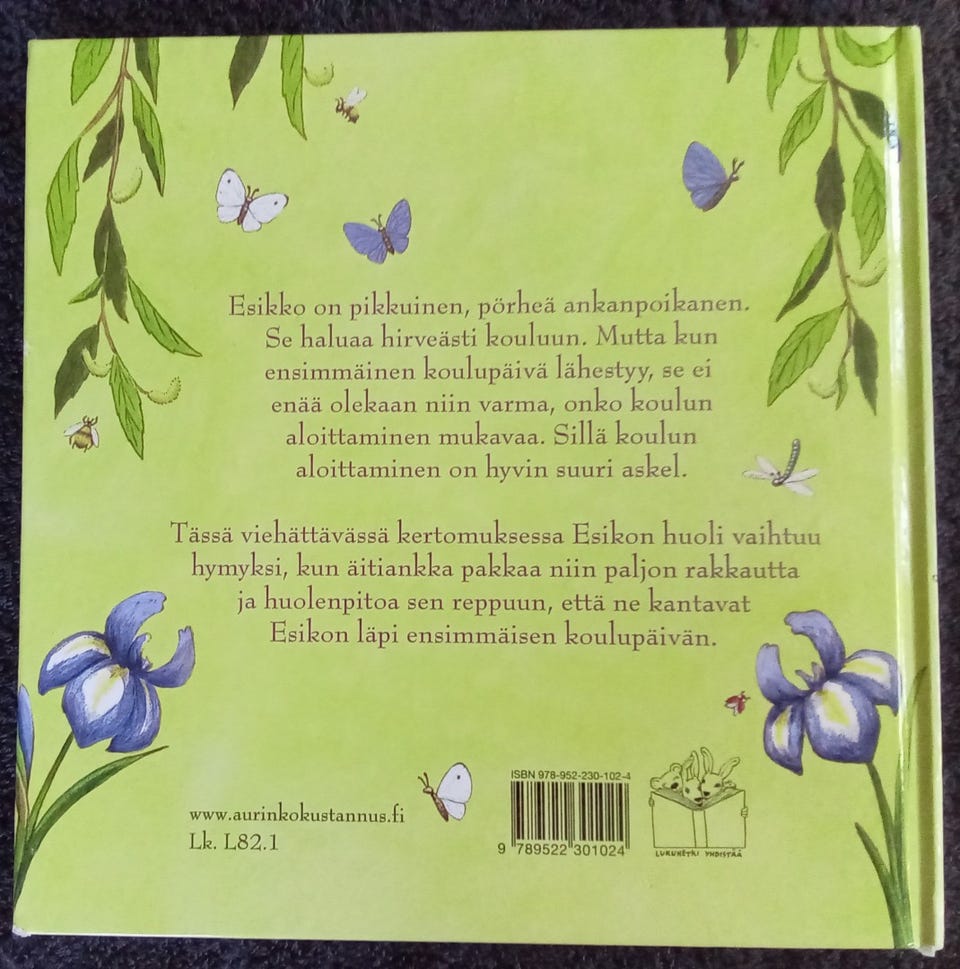 Esikko on pikkuinen, pörheä ankanpoikanen.
Se haluaa hirveästi kouluun. Mutta kun
ensimmäinen koulupäivä lähestyy, se ei
enää olekaan niin varma, onko koulun
aloittaminen mukavaa. Sillä koulun
aloittaminen on hyvin suuri askel.
Tässä viehättävässä kertomuksessa Esikon huoli vaihtuu
hymyksi, kun äitiankka pakkaa niin paljon rakkautta
ja huolenpitoa sen reppuun, että ne kantavat
Esikon läpi ensimmäisen koulupäivän.
www.aurinkokustannus.fi
Lk. L82.1
ISBN 978-952-230-102-4
9 789522 301024
LUKUHETKI YHDISTÄÄ